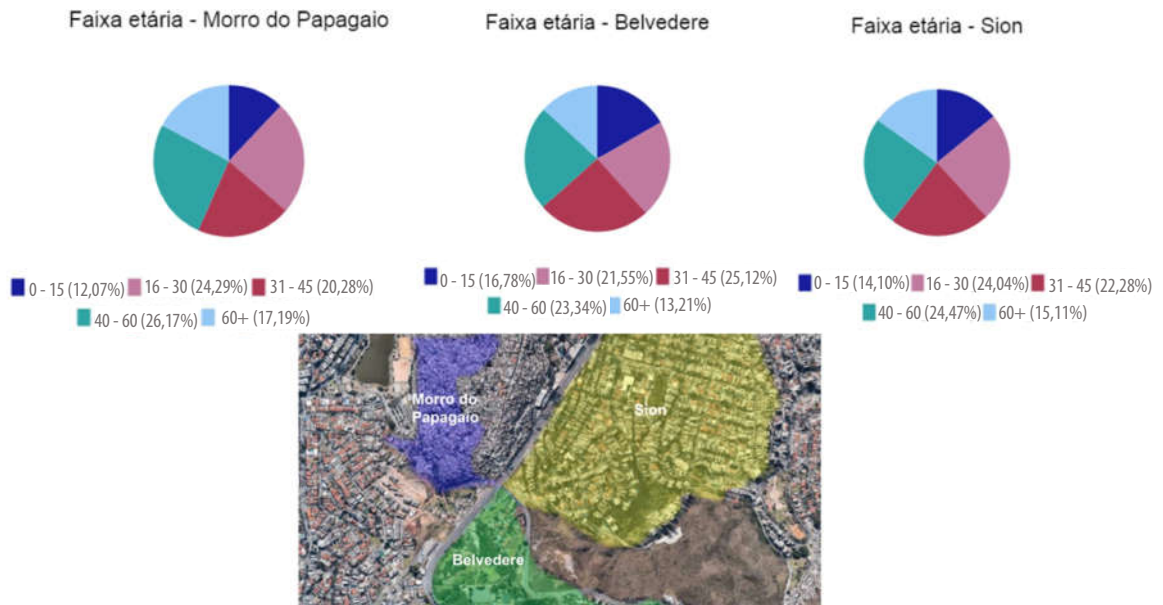 Faixa etária - Morro do Papagaio
Faixa etária - Belvedere
Faixa etária - Sion
0 - 15 (12,07%) 16 - 30 (24,29%) 31 - 45 (20,28%)
40 - 60 (26,17%) 60+ (17,19%)
0 - 15 (16,78%) 16 - 30 (21,55%) 31 - 45 (25,12%)
40 - 60 (23,34%) 60+ (13,21%)
0 - 15 (14,10%) 16 - 30 (24,04%) 31 - 45 (22,28%)
40 - 60 (24,47%) 60+ (15,11%)
Morro do
Papagaio
Sion
Belvedere